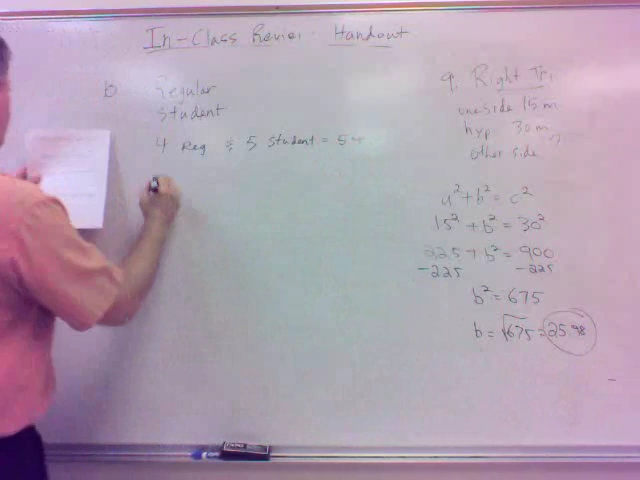 In-Class Review Handout
Regular
Student
4 Reg & 5 Student = 5
9. Right Tri
one side 15 m
hyp 30 m
other side
a² + b² = c²
15² + b² = 30²
225 + b² = 900
-225 -225
b² = 675
b = √675 = 25.98